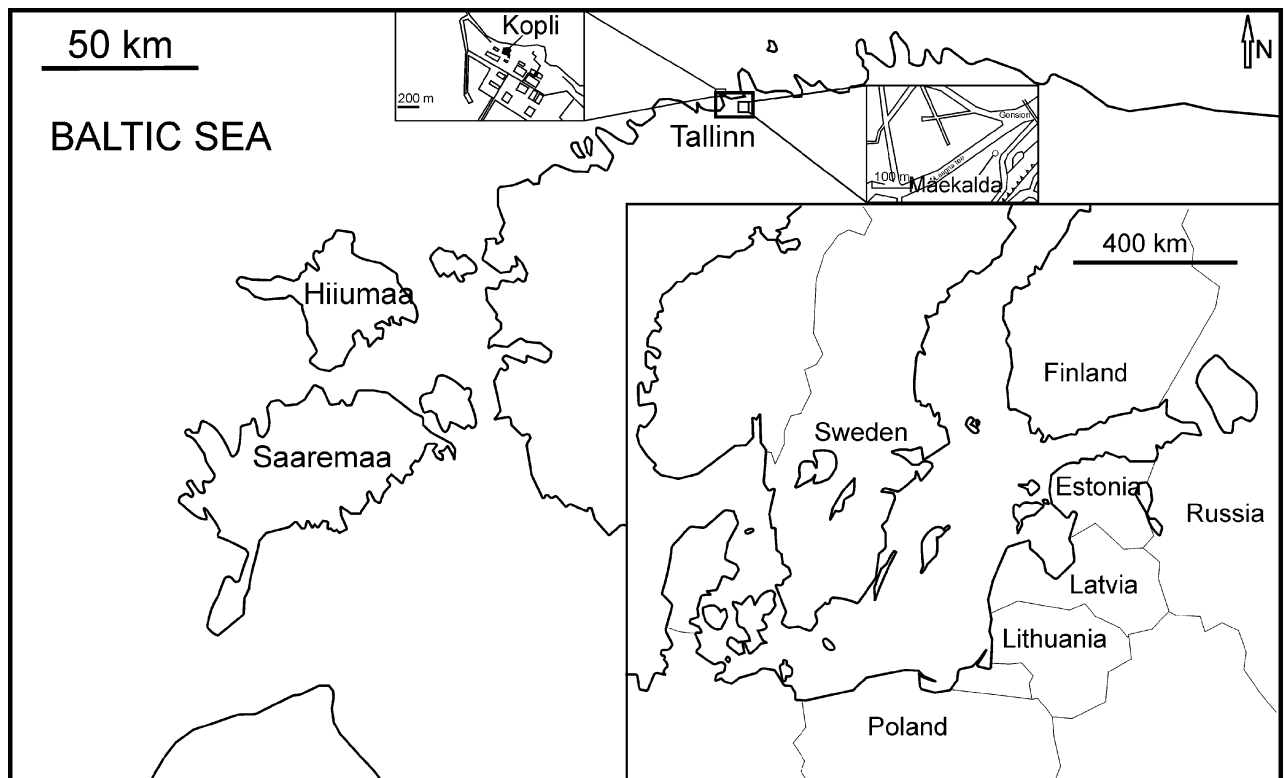 50 km
Kopli
N
200 m
BALTIC SEA
Tallinn
Gonsiori
100 m
Mäekalda
400 km
Hiiumaa
Finland
Sweden
Saaremaa
Estonia
Russia
Latvia
Lithuania
Poland